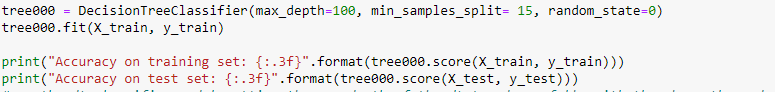 tree000 = DecisionTreeClassifier(max_depth=100, min_samples_split= 15, random_state=0)
tree000.fit(X_train, y_train)
print("Accuracy on training set: {:.3f}".format(tree000.score(X_train, y_train)))
print("Accuracy on test set: {:.3f}".format(tree000.score(X_test, y_test)))